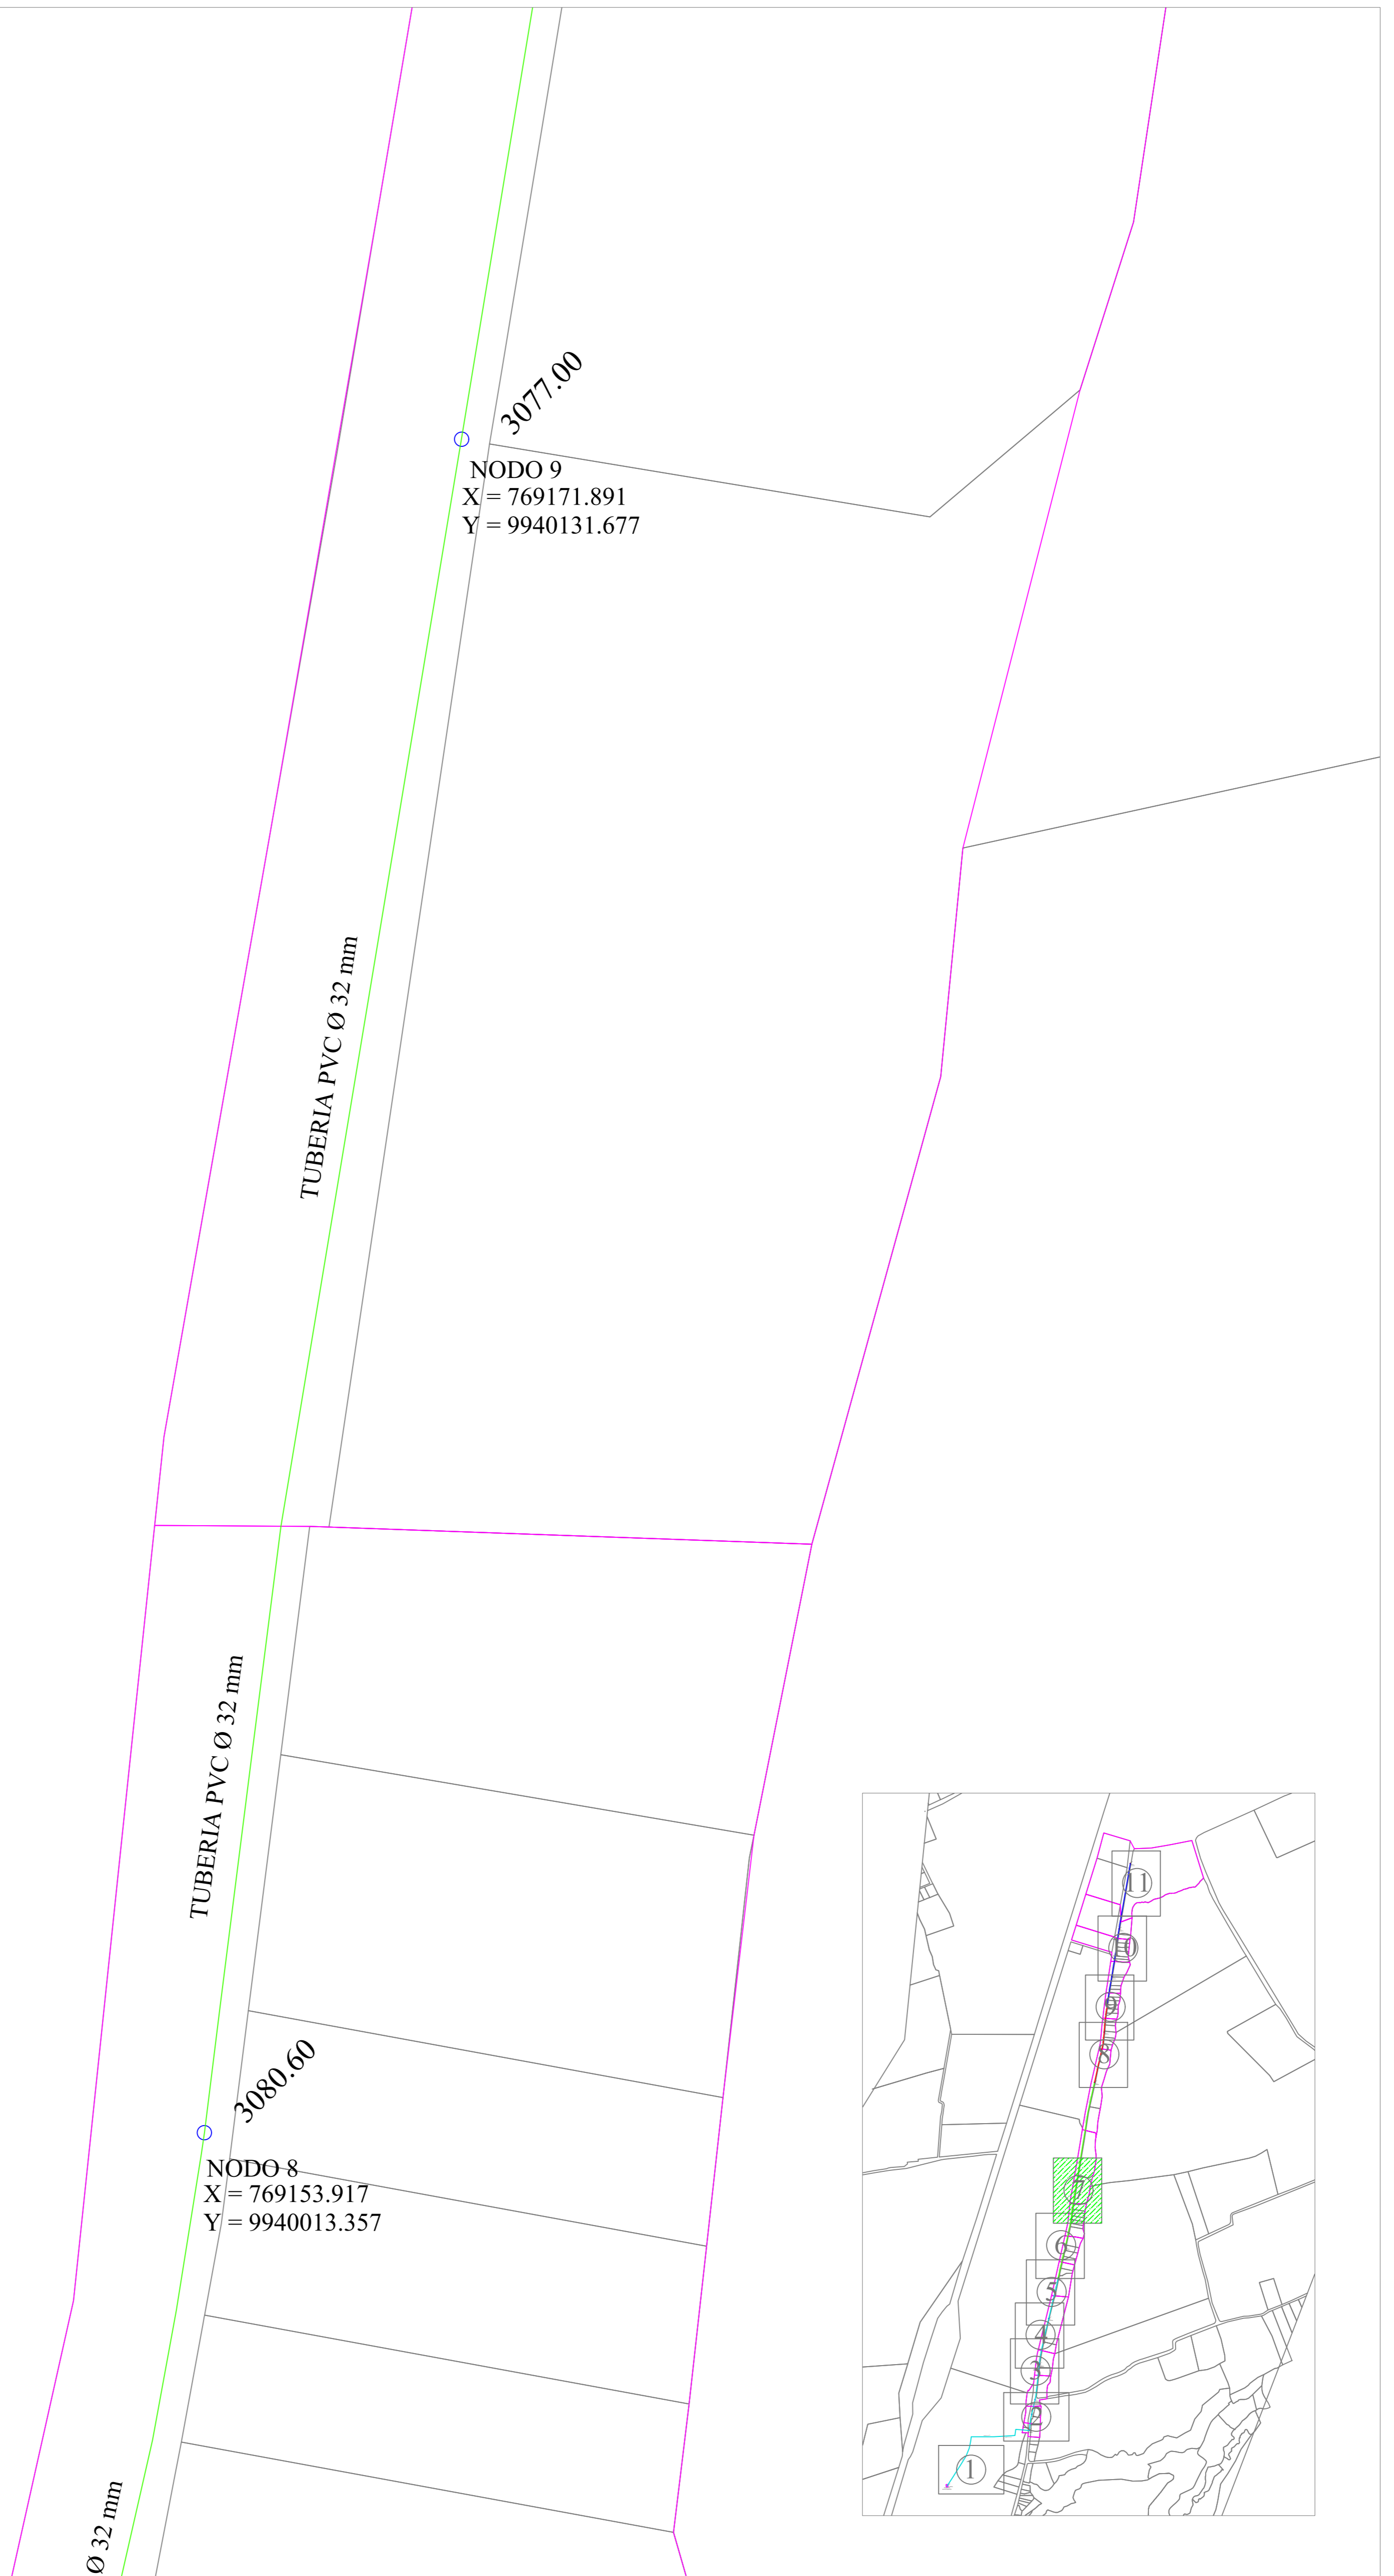 3077.00
NODO 9
X = 769171.891
Y = 9940131.677
TUBERIA PVC Ø 32 mm
TUBERIA PVC Ø 32 mm
3080.60
NODO 8
X = 769153.917
Y = 9940013.357
Ø 32 mm
11
10
9
8
7
6
5
4
3
2
1